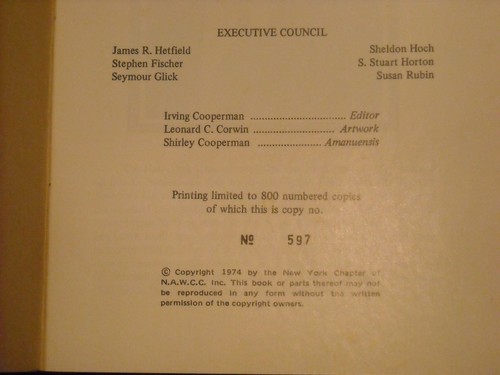 EXECUTIVE COUNCIL
James R. Hetfield Sheldon Hoch
Stephen Fischer S. Stuart Horton
Seymour Glick Susan Rubin
Irving Cooperman .................................. Editor
Leonard C. Corwin ............................. Artwork
Shirley Cooperman ....................... Amanuensis
Printing limited to 800 numbered copies
of which this is copy no.
Nº 597
© Copyright 1974 by the New York Chapter of
N.A.W.C.C. Inc. This book or parts thereof may not
be reproduced in any form without the written
permission of the copyright owners.